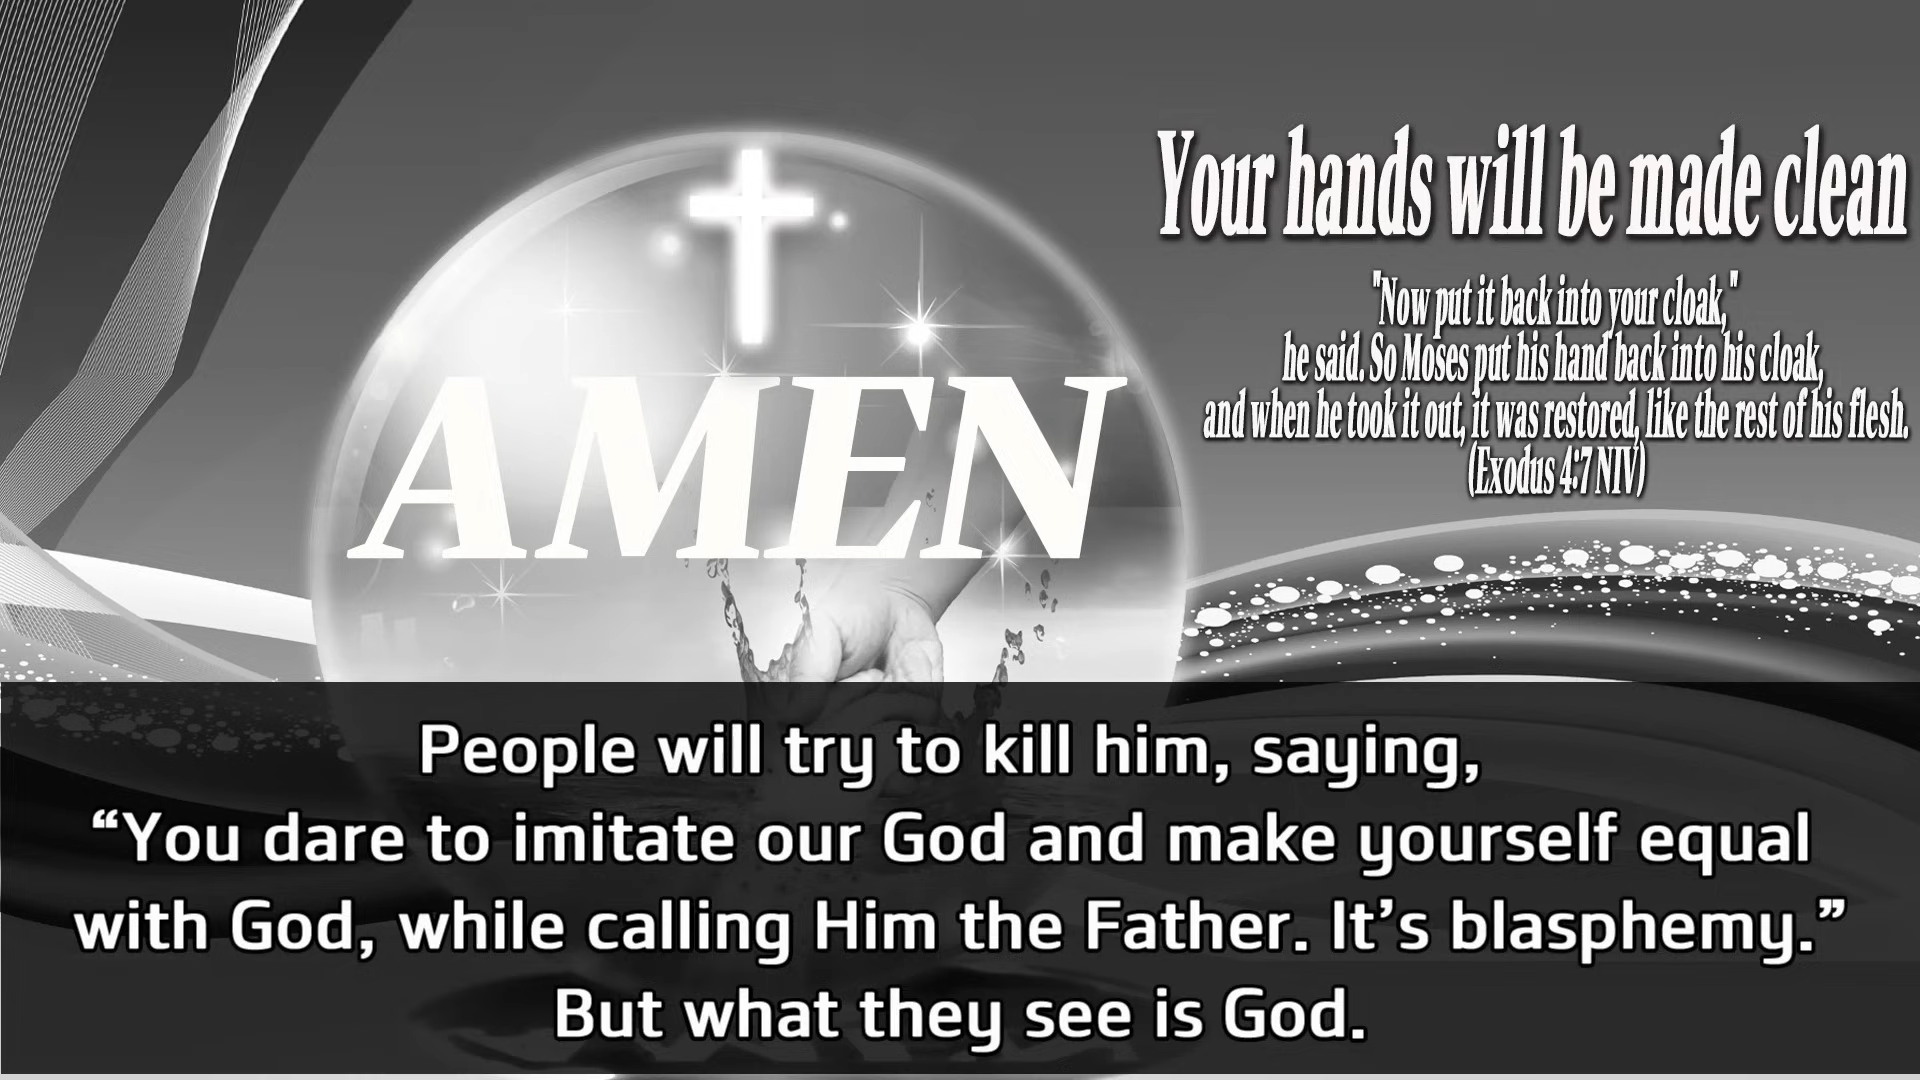 AMEN
Your hands will be made clean
"Now put it back into your cloak,"
he said. So Moses put his hand back into his cloak,
and when he took it out, it was restored, like the rest of his flesh.
(Exodus 4:7 NIV)
People will try to kill him, saying,
“You dare to imitate our God and make yourself equal
with God, while calling Him the Father. It’s blasphemy.”
But what they see is God.